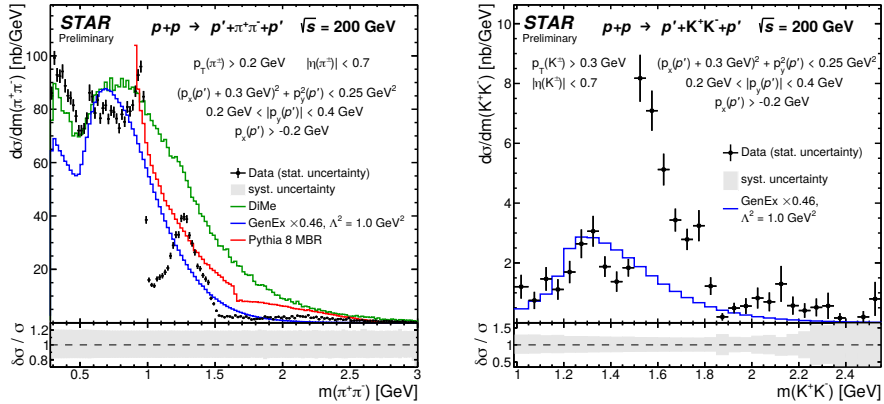 STAR
Preliminary
p+p → p'+π⁺π⁻+p' √s = 200 GeV
p_T(π^±) > 0.2 GeV |η(π^±)| < 0.7
(p_x(p') + 0.3 GeV)² + p_y²(p') < 0.25 GeV²
0.2 GeV < |p_y(p')| < 0.4 GeV
p_x(p') > -0.2 GeV
Data (stat. uncertainty)
syst. uncertainty
DiMe
GenEx ×0.46, Λ² = 1.0 GeV²
Pythia 8 MBR
dσ/dm(π⁺π⁻) [nb/GeV]
100
80
60
40
20
δσ / σ
1.2
1
0.8
0.5 1 1.5 2 2.5 3
m(π⁺π⁻) [GeV]
STAR
Preliminary
p+p → p'+K⁺K⁻+p' √s = 200 GeV
p_T(K^±) > 0.3 GeV (p_x(p') + 0.3 GeV)² + p_y²(p') < 0.25 GeV²
|η(K^±)| < 0.7 0.2 GeV < |p_y(p')| < 0.4 GeV
p_x(p') > -0.2 GeV
Data (stat. uncertainty)
syst. uncertainty
GenEx ×0.46,
Λ² = 1.0 GeV²
dσ/dm(K⁺K⁻) [nb/GeV]
10
8
6
4
2
0
δσ / σ
1.5
1
0.5
1 1.2 1.4 1.6 1.8 2 2.2 2.4
m(K⁺K⁻) [GeV]